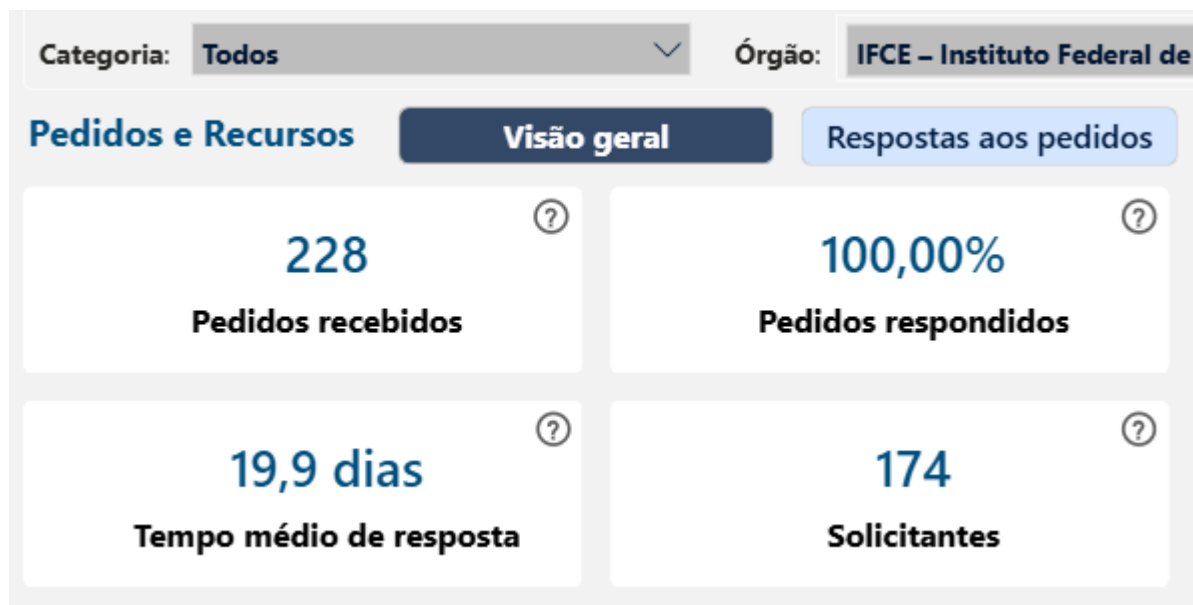 Categoria: Todos Órgão: IFCE – Instituto Federal de
Pedidos e Recursos Visão geral Respostas aos pedidos
228
Pedidos recebidos
100,00%
Pedidos respondidos
19,9 dias
Tempo médio de resposta
174
Solicitantes